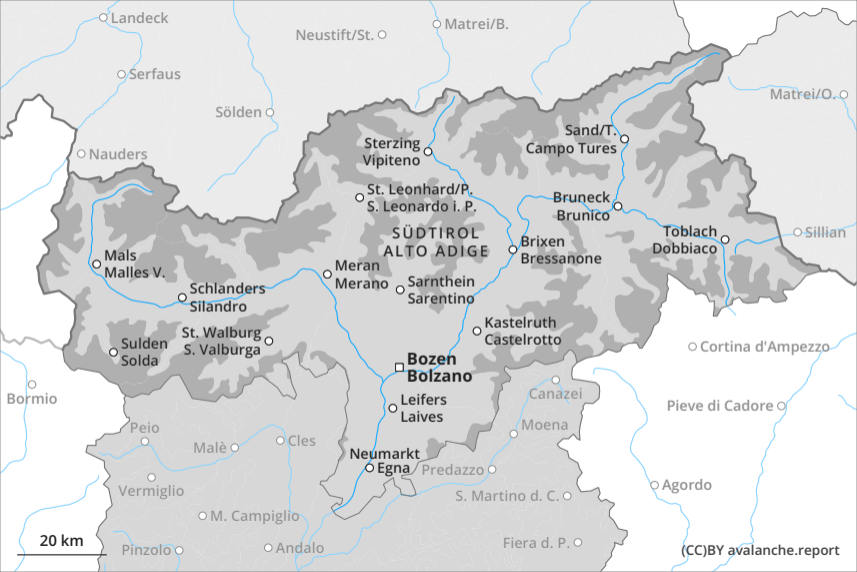 Landeck
Matrei/B.
Neustift/St.
Serfaus
Matrei/O.
Sölden
Sand/T.
Campo Tures
Sterzing
Vipiteno
Nauders
St. Leonhard/P.
S. Leonardo i. P.
Bruneck
Brunico
SÜDTIROL
ALTO ADIGE
Toblach
Dobbiaco
Sillian
Brixen
Bressanone
Mals
Malles V.
Meran
Merano
Sarnthein
Sarentino
Schlanders
Silandro
Kastelruth
Castelrotto
St. Walburg
S. Valburga
Sulden
Solda
Cortina d'Ampezzo
Bozen
Bolzano
Bormio
Canazei
Leifers
Laives
Pieve di Cadore
Peio
Moena
Malè
Cles
Neumarkt
Egna
Predazzo
Vermiglio
Agordo
S. Martino d. C.
M. Campiglio
20 km
Pinzolo
Andalo
Fiera d. P.
(CC)BY avalanche.report